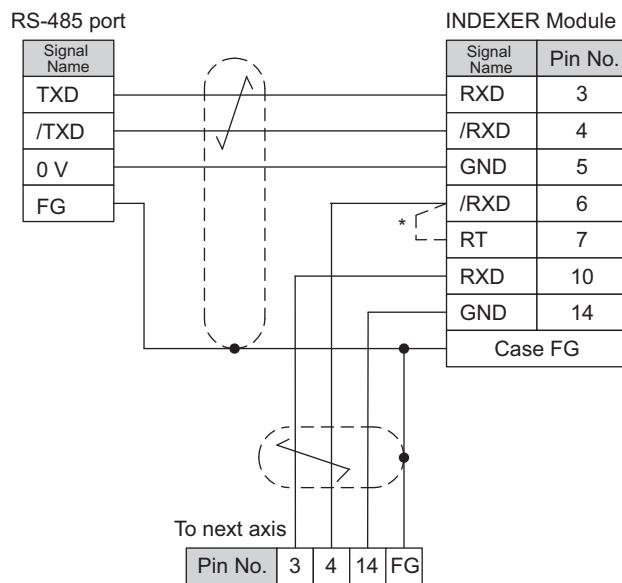 RS-485 port
INDEXER Module
Signal Name
TXD
/TXD
0 V
FG
Signal Name Pin No.
RXD 3
/RXD 4
GND 5
/RXD 6
*
RT 7
RXD 10
GND 14
Case FG
To next axis
Pin No. 3 4 14 FG